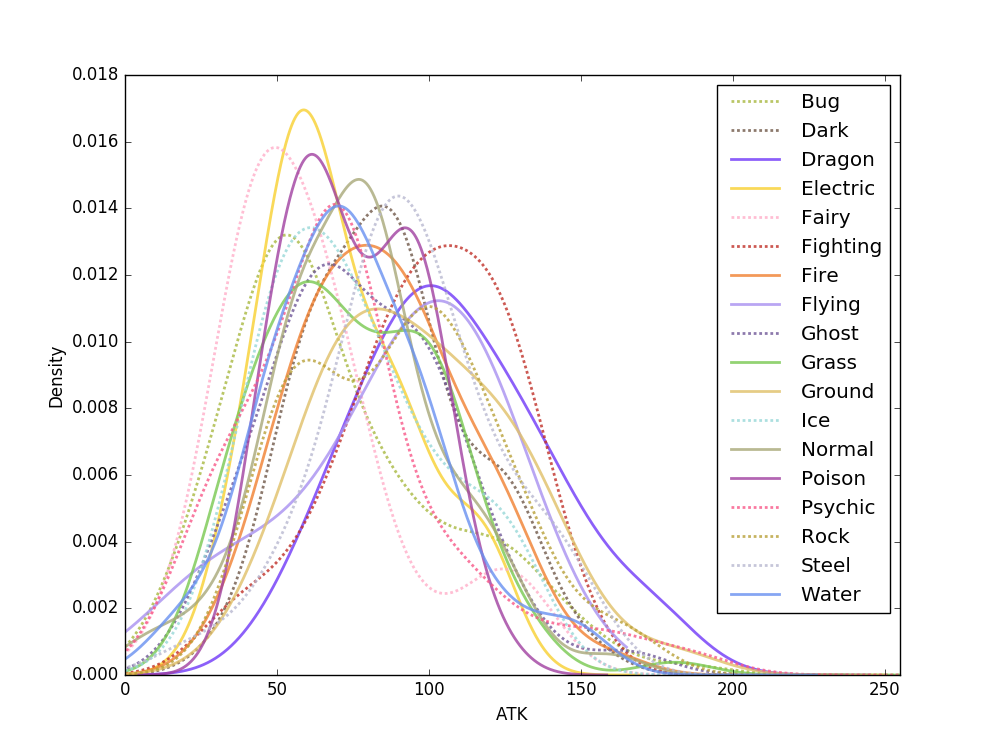 0.018
0.016
0.014
0.012
0.010
0.008
0.006
0.004
0.002
0.000
Density
0 50 100 150 200 250
ATK
Bug
Dark
Dragon
Electric
Fairy
Fighting
Fire
Flying
Ghost
Grass
Ground
Ice
Normal
Poison
Psychic
Rock
Steel
Water